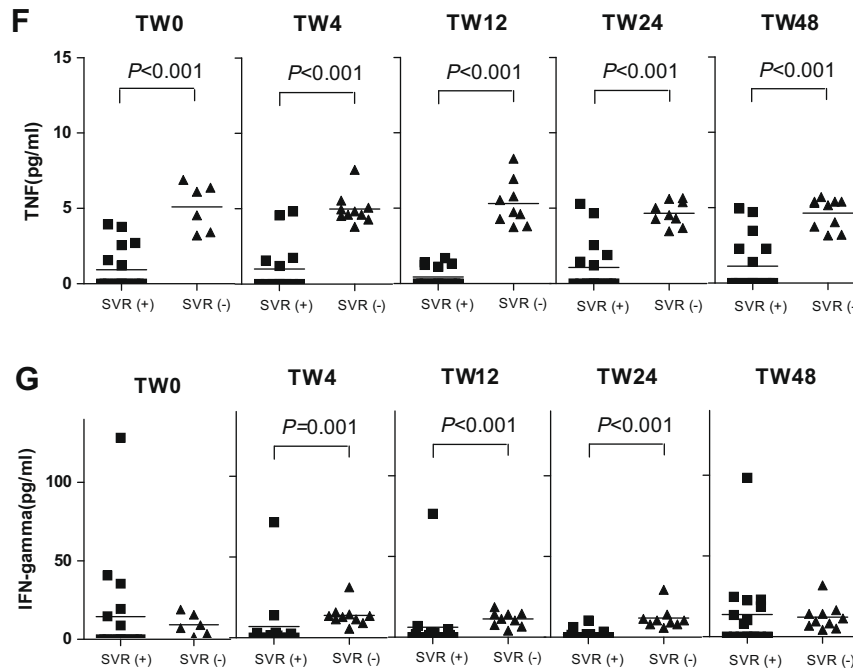 F
TW0 TW4 TW12 TW24 TW48
15
P<0.001 P<0.001 P<0.001 P<0.001 P<0.001
10
TNF(pg/ml)
5
0
SVR (+) SVR (-) SVR (+) SVR (-) SVR (+) SVR (-) SVR (+) SVR (-) SVR (+) SVR (-)
G
TW0 TW4 TW12 TW24 TW48
P=0.001 P<0.001 P<0.001
100
IFN-gamma(pg/ml)
50
0
SVR (+) SVR (-) SVR (+) SVR (-) SVR (+) SVR (-) SVR (+) SVR (-) SVR (+) SVR (-)